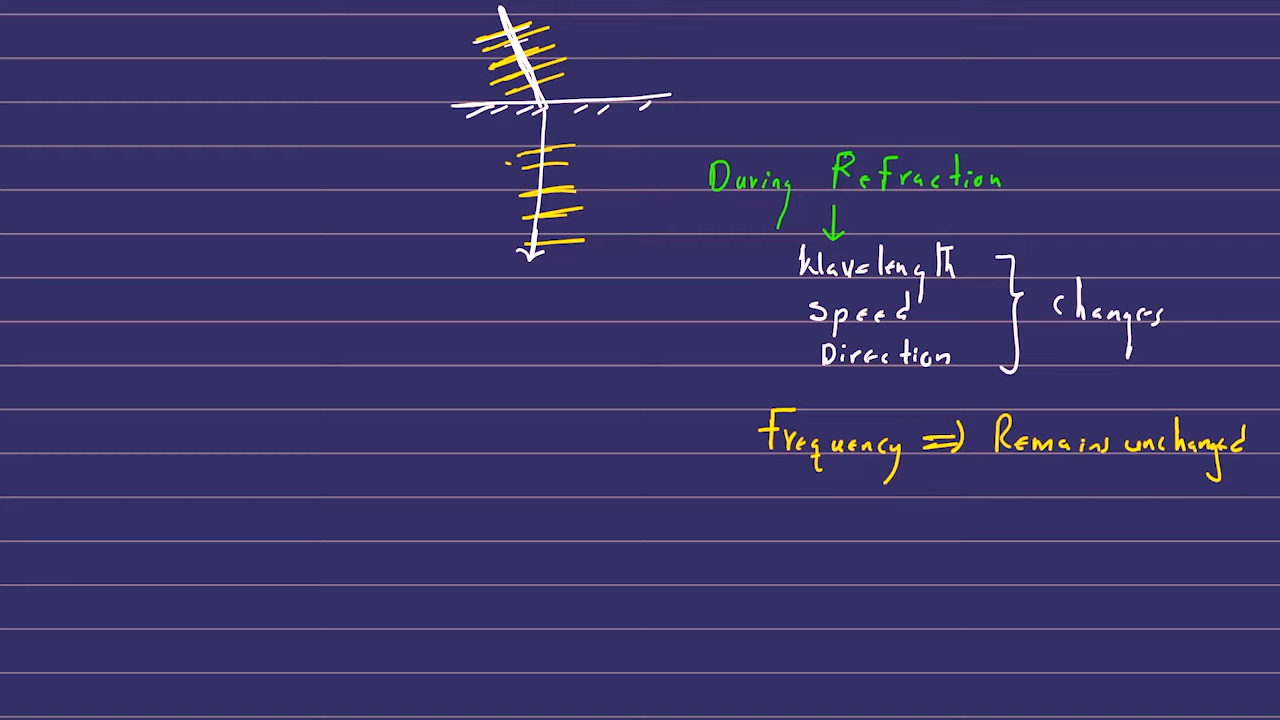 During Refraction
↓
Wavelength
Speed
Direction
} Changes
Frequency ⇒ Remains unchanged